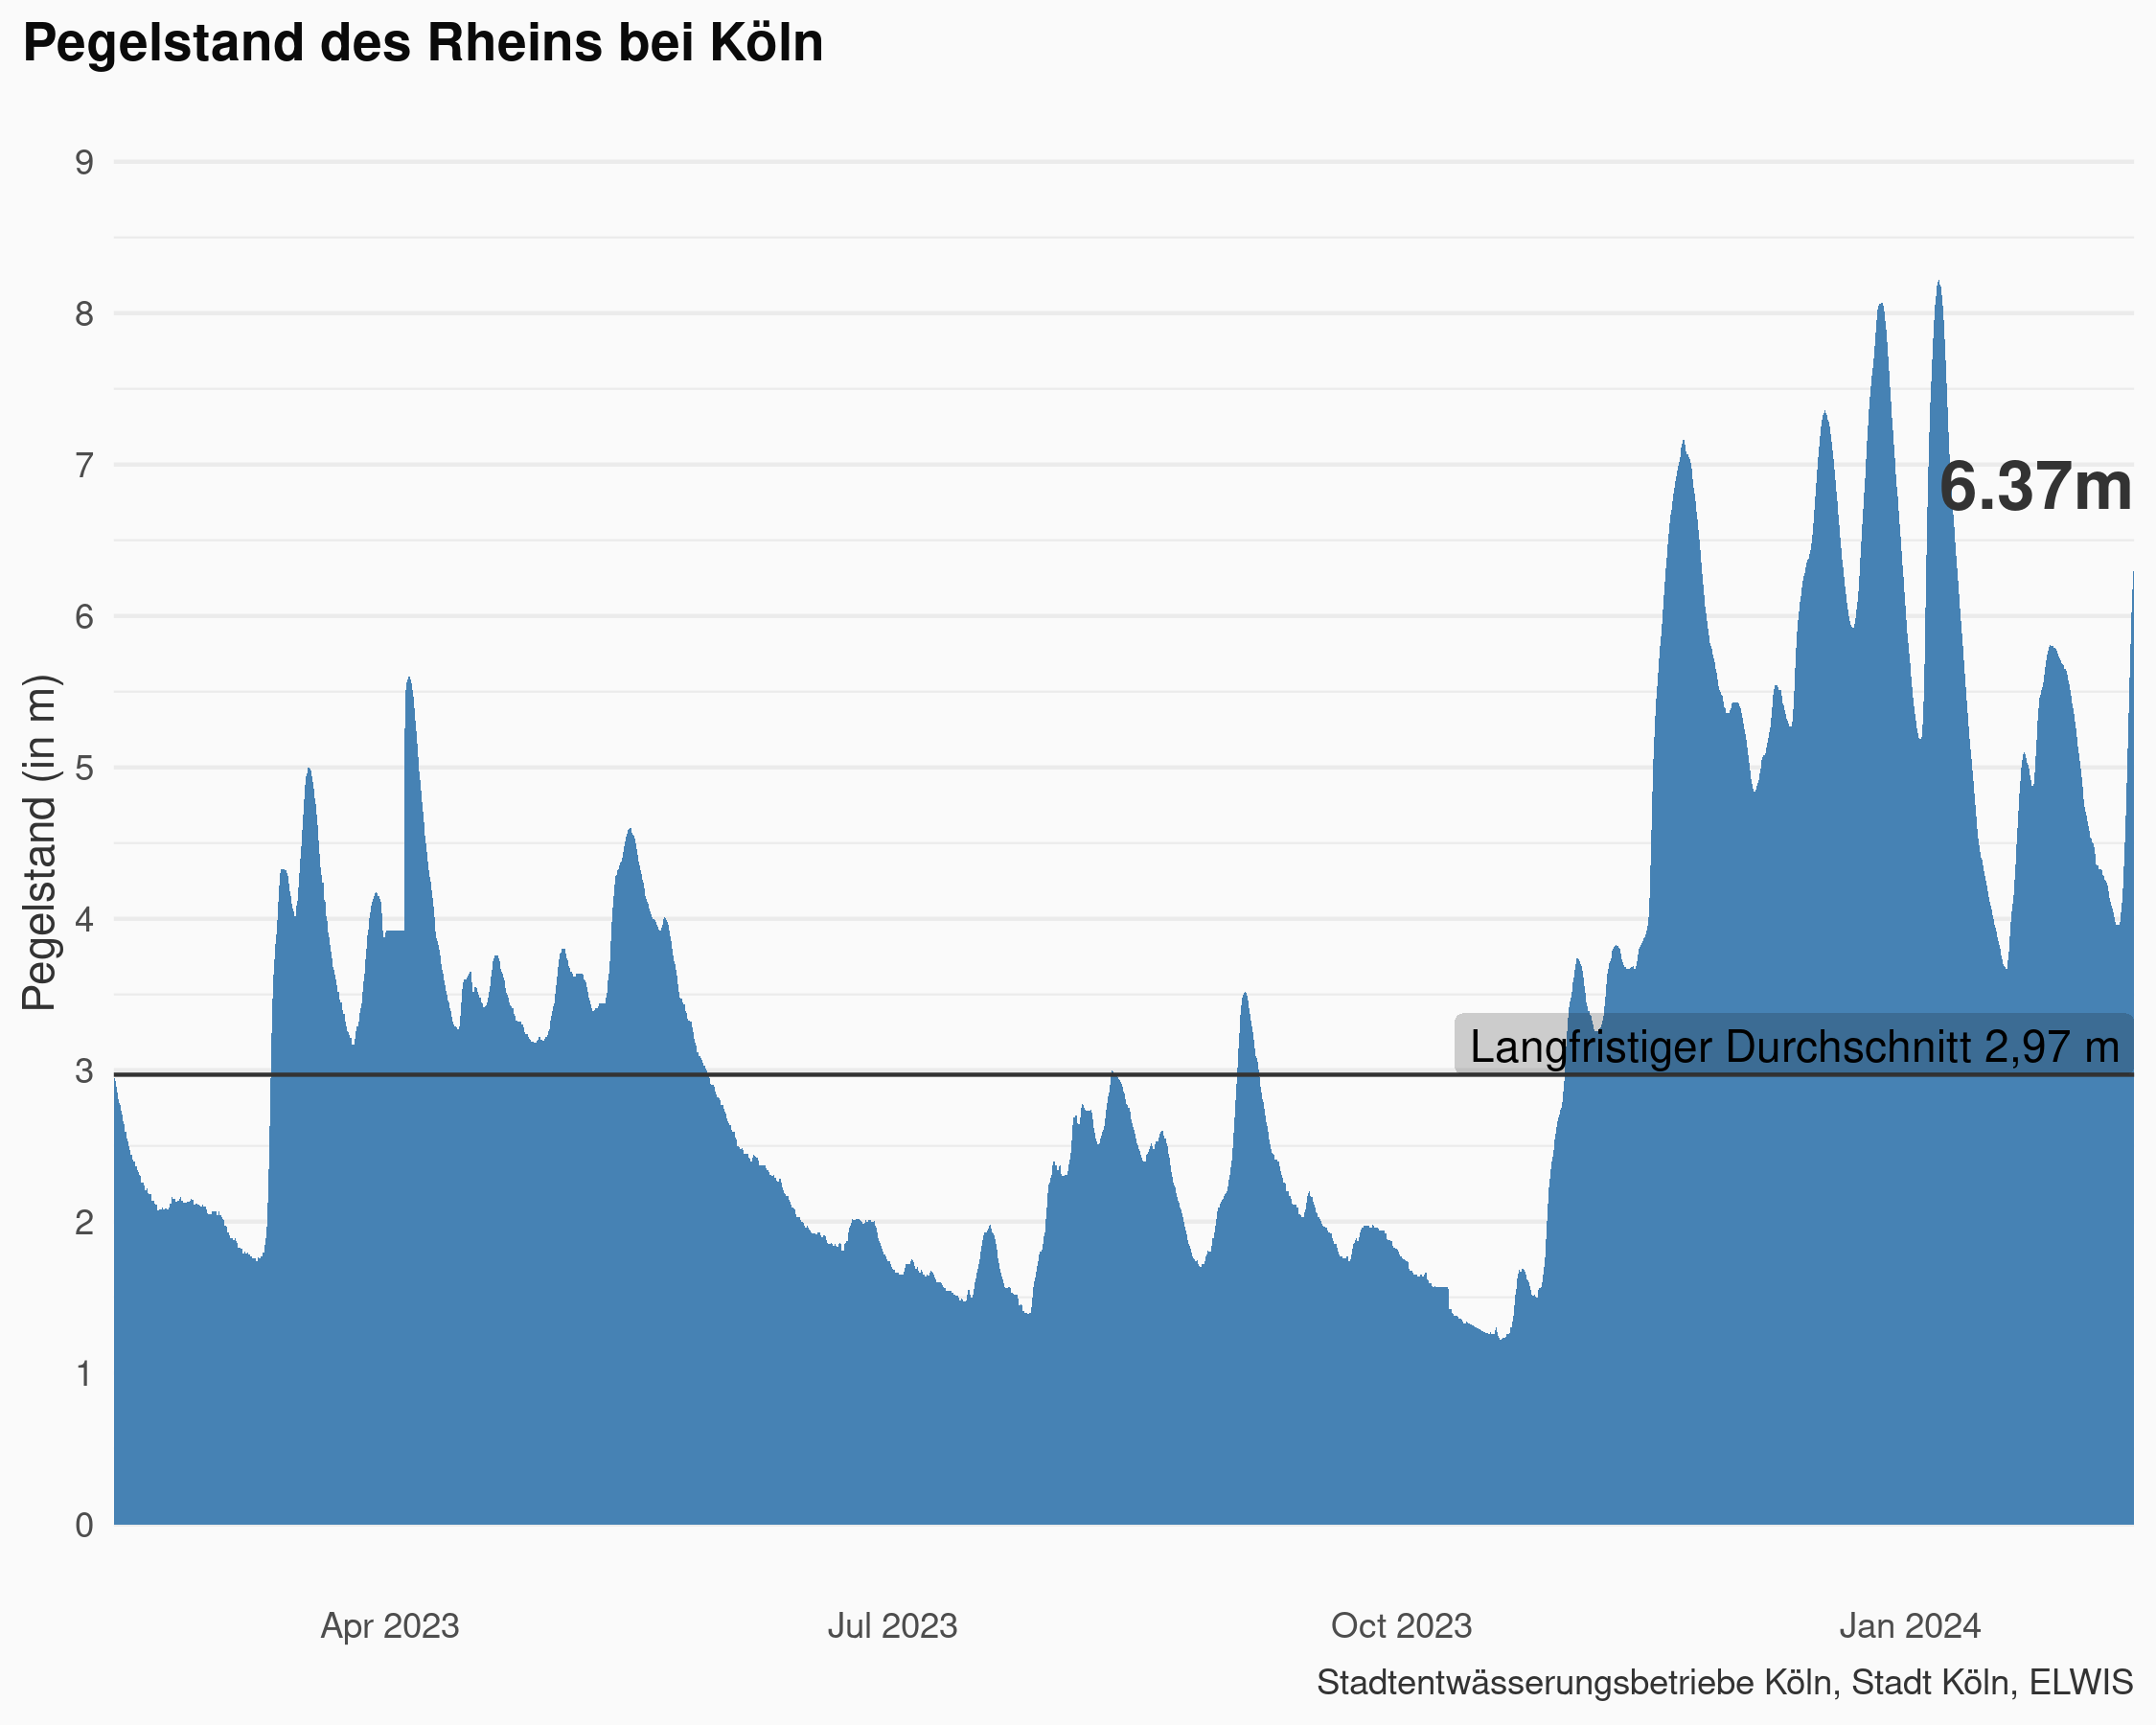 Pegelstand des Rheins bei Köln
Pegelstand (in m)
9
8
7
6
5
4
3
2
1
0
6.37m
Langfristiger Durchschnitt 2,97 m
Apr 2023
Jul 2023
Oct 2023
Jan 2024
Stadtentwässerungsbetriebe Köln, Stadt Köln, ELWIS